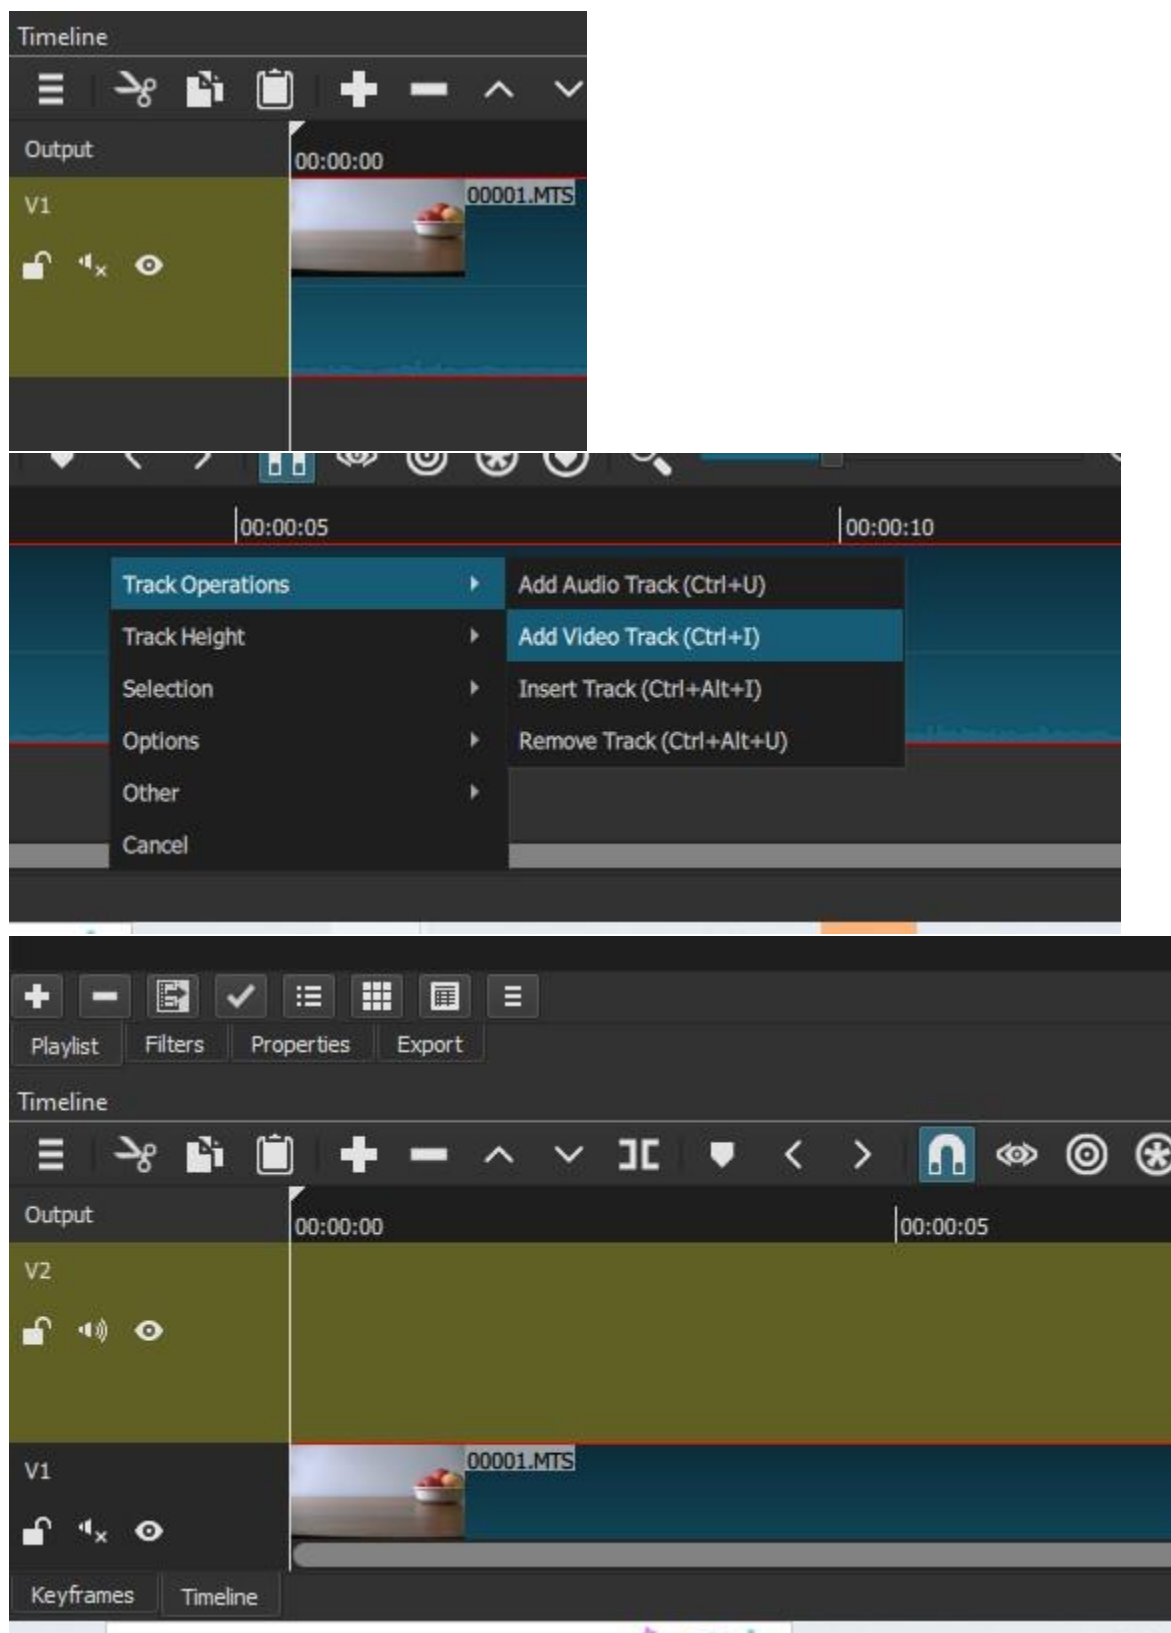 Timeline
Output
00:00:00
V1
00001.MTS
00:00:05
00:00:10
Track Operations
Add Audio Track (Ctrl+U)
Track Height
Add Video Track (Ctrl+I)
Selection
Insert Track (Ctrl+Alt+I)
Options
Remove Track (Ctrl+Alt+U)
Other
Cancel
Playlist Filters Properties Export
Timeline
Output
00:00:00
00:00:05
V2
V1
00001.MTS
Keyframes Timeline